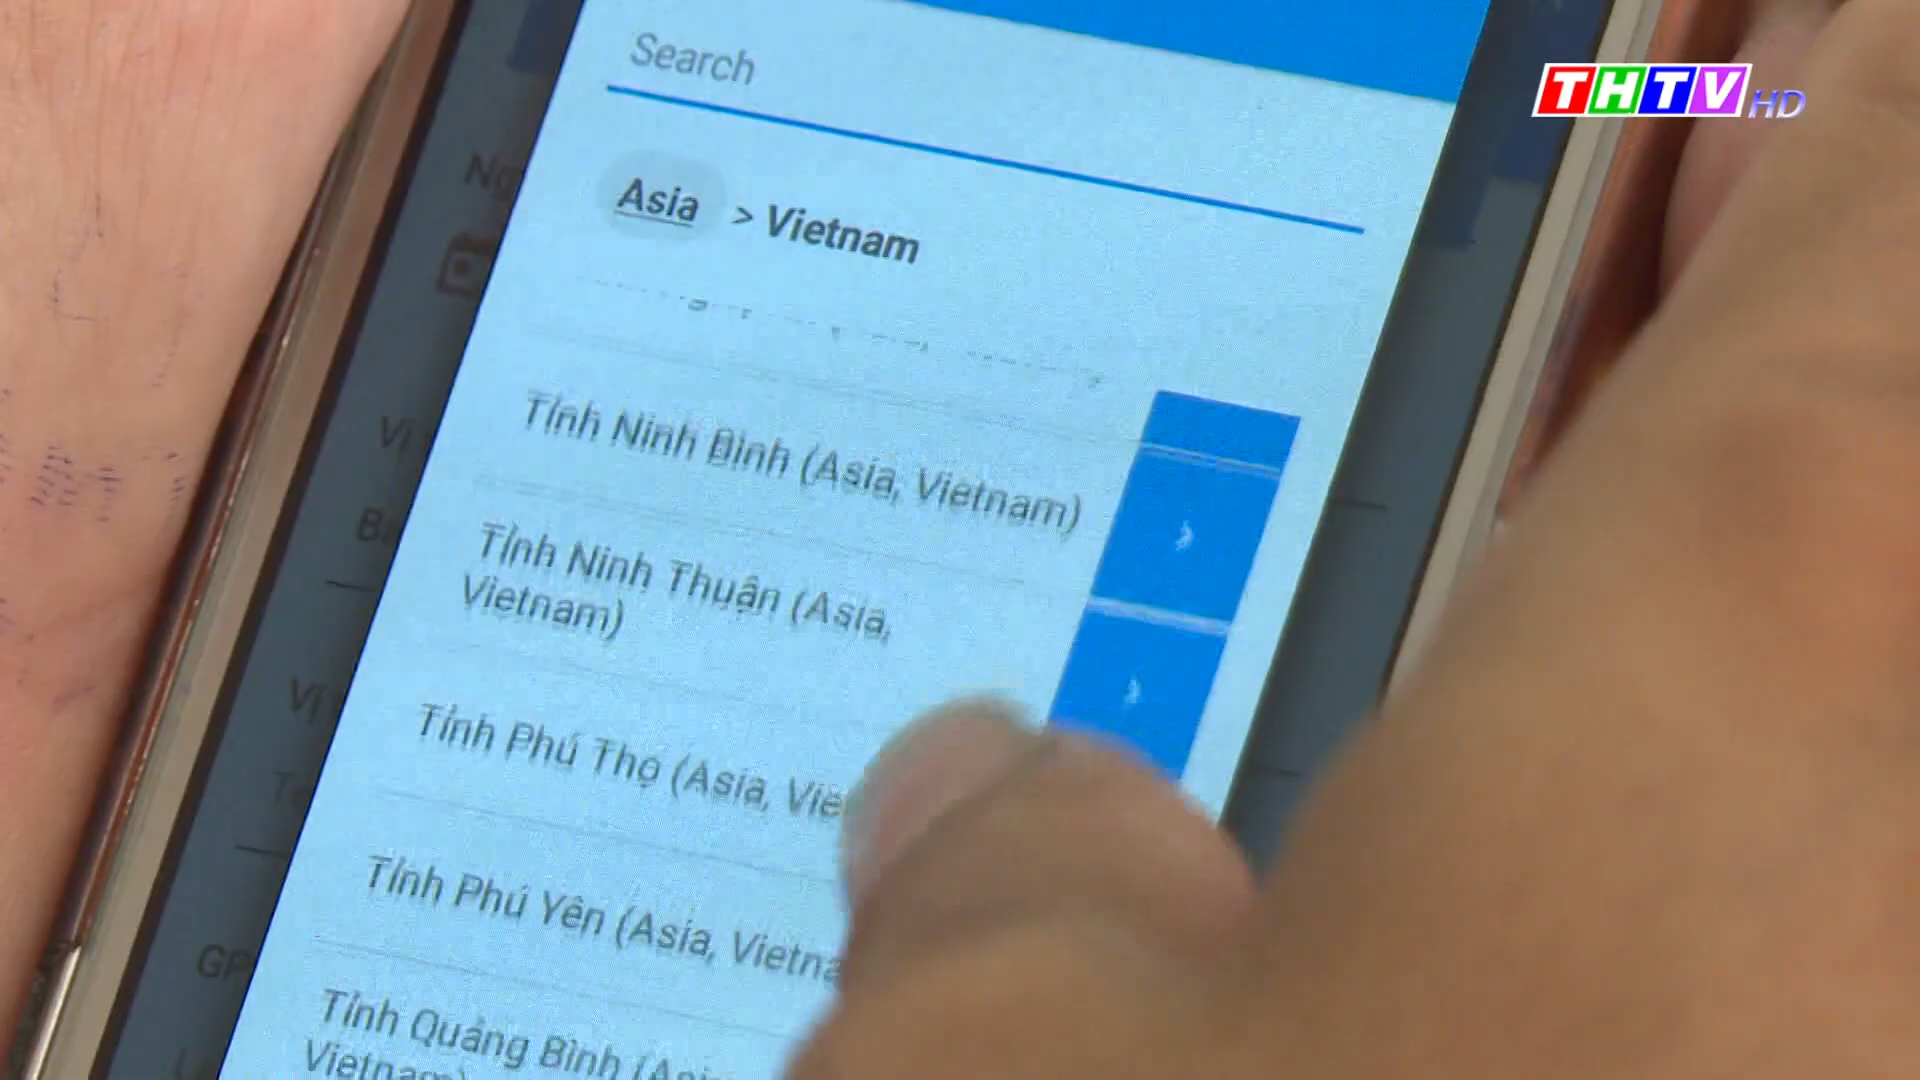 THTV HD
Search
Asia > Vietnam
Tỉnh Ninh Bình (Asia, Vietnam)
Tỉnh Ninh Thuận (Asia,
Vietnam)
Tỉnh Phú Thọ (Asia,
Tỉnh Phú Yên (Asia,
Tỉnh Quảng Bình
Vietnam)